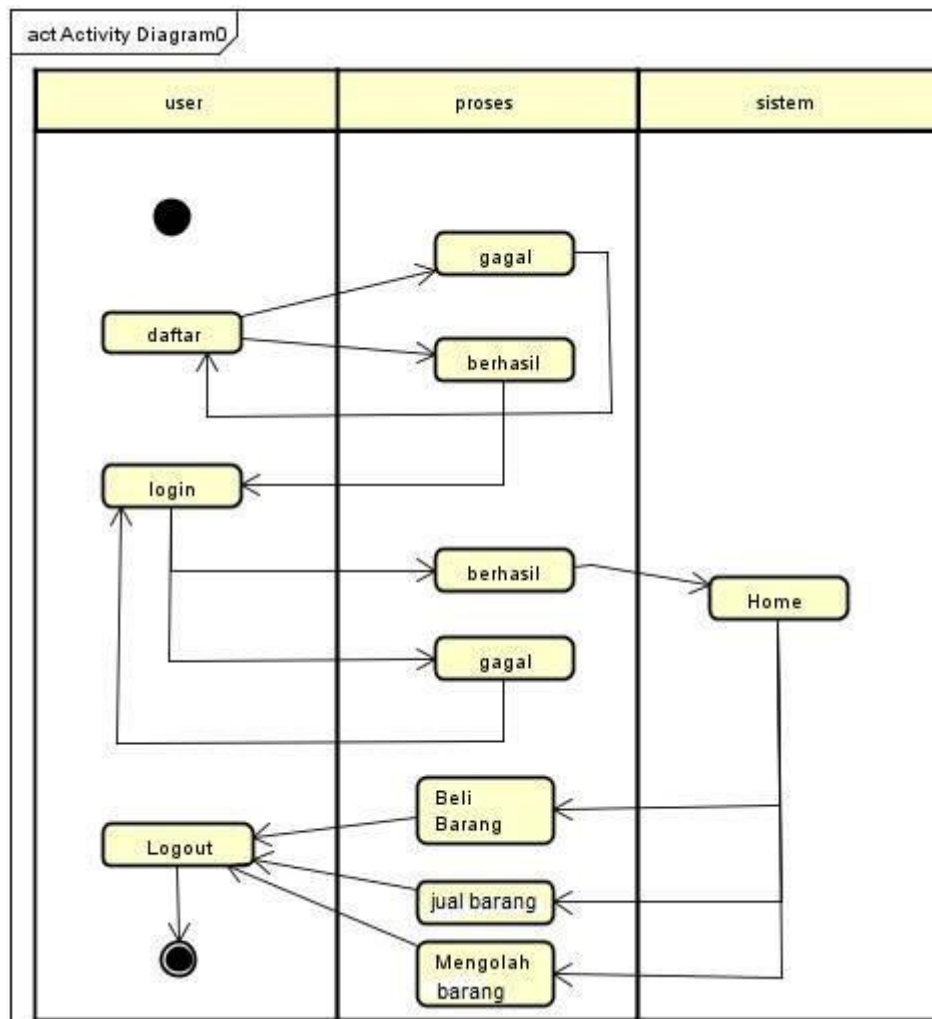 act Activity Diagram0
user
proses
sistem
gagal
daftar
berhasil
login
berhasil
Home
gagal
Beli
Barang
Logout
jual barang
Mengolah
barang